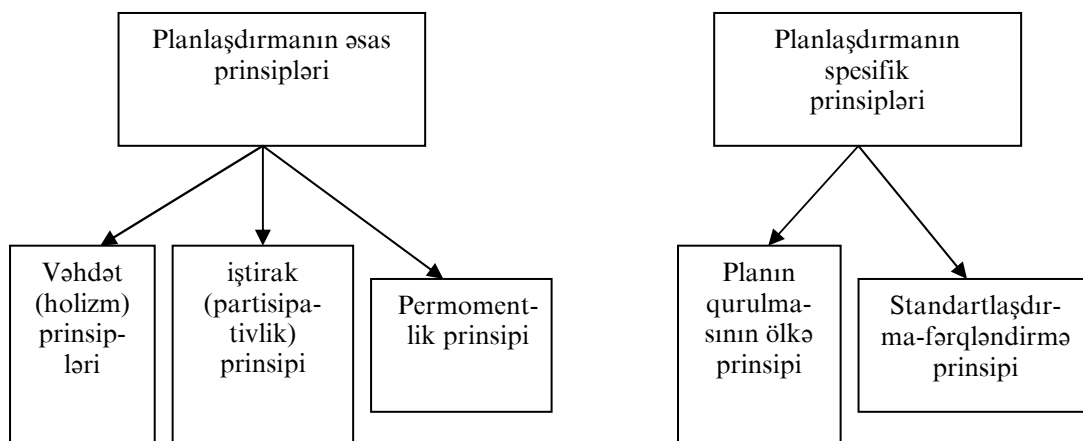 Planlaşdırmanın əsas
prinsipləri
Planlaşdırmanın
spesifik
prinsipləri
Vəhdət
(holizm)
prinsip-
ləri
iştirak
(partisipa-
tivlik)
prinsipi
Permoment-
lik prinsipi
Planın
qurulma-
sının ölkə
prinsipi
Standartlaşdır-
ma-fərqləndirmə
prinsipi